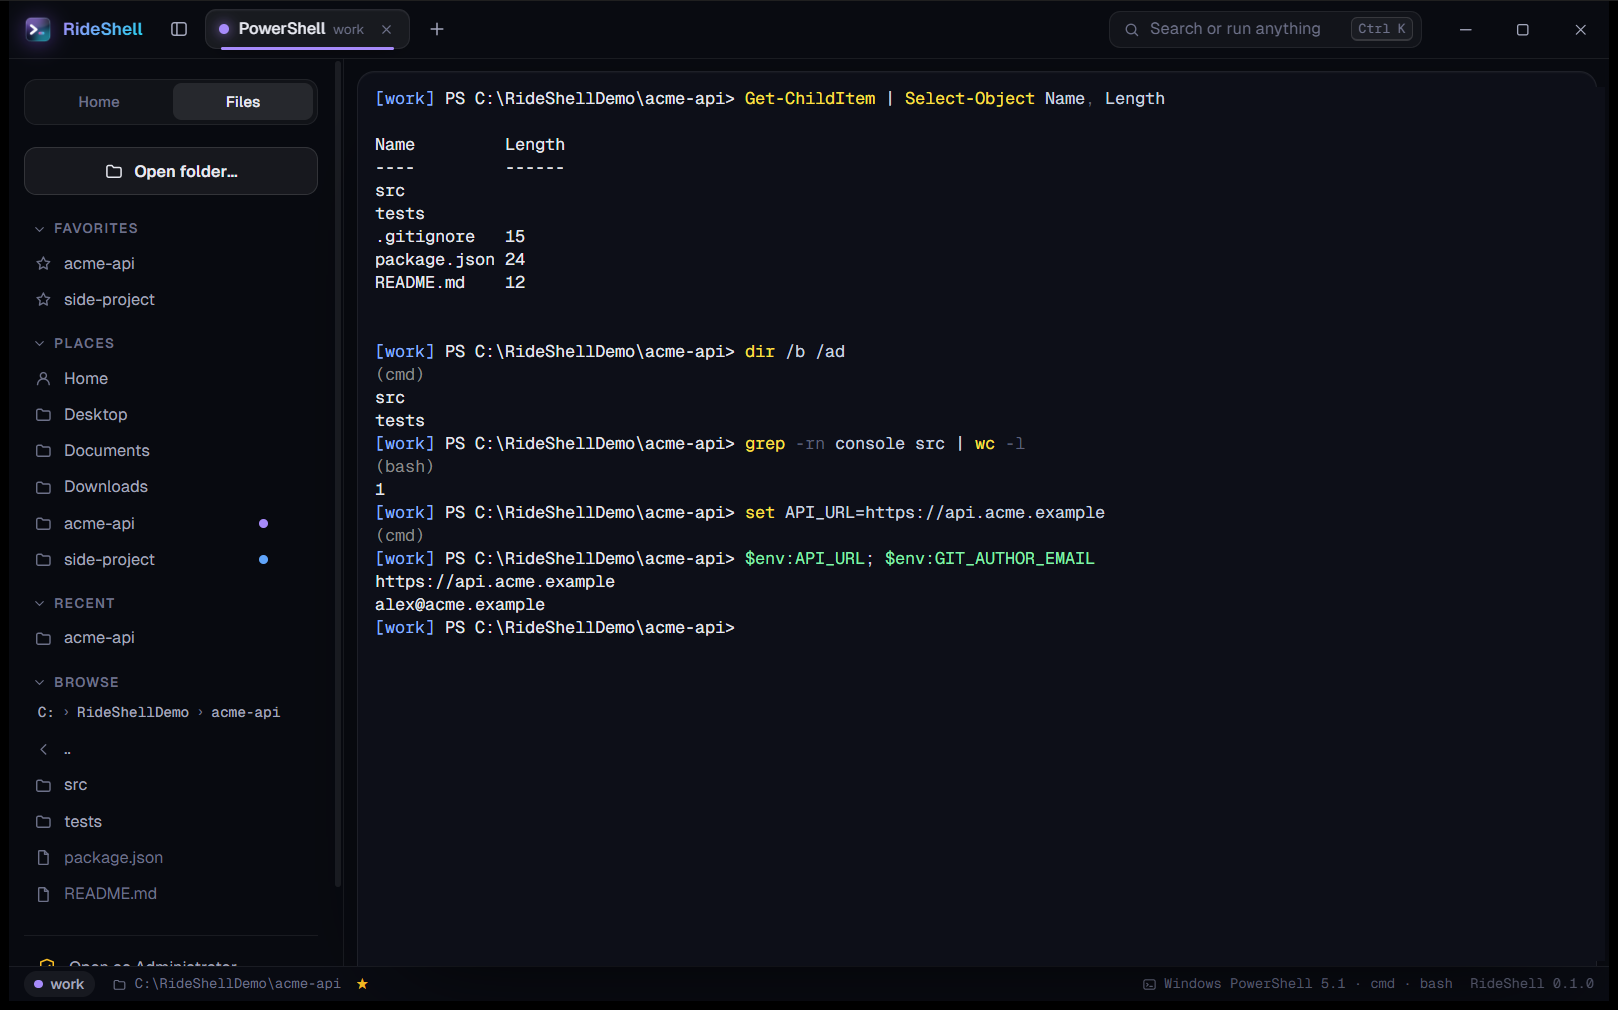 RideShell
PowerShell work
Search or run anything Ctrl K
Home Files
Open folder...
FAVORITES
acme-api
side-project
PLACES
Home
Desktop
Documents
Downloads
acme-api
side-project
RECENT
acme-api
BROWSE
C: › RideShellDemo › acme-api
..
src
tests
package.json
README.md
Open as Administrator
[work] PS C:\RideShellDemo\acme-api> Get-ChildItem | Select-Object Name, Length
Name Length
---- ------
src
tests
.gitignore 15
package.json 24
README.md 12
[work] PS C:\RideShellDemo\acme-api> dir /b /ad
(cmd)
src
tests
[work] PS C:\RideShellDemo\acme-api> grep -rn console src | wc -l
(bash)
1
[work] PS C:\RideShellDemo\acme-api> set API_URL=https://api.acme.example
(cmd)
[work] PS C:\RideShellDemo\acme-api> $env:API_URL; $env:GIT_AUTHOR_EMAIL
https://api.acme.example
alex@acme.example
[work] PS C:\RideShellDemo\acme-api>
work C:\RideShellDemo\acme-api
Windows PowerShell 5.1 · cmd · bash RideShell 0.1.0